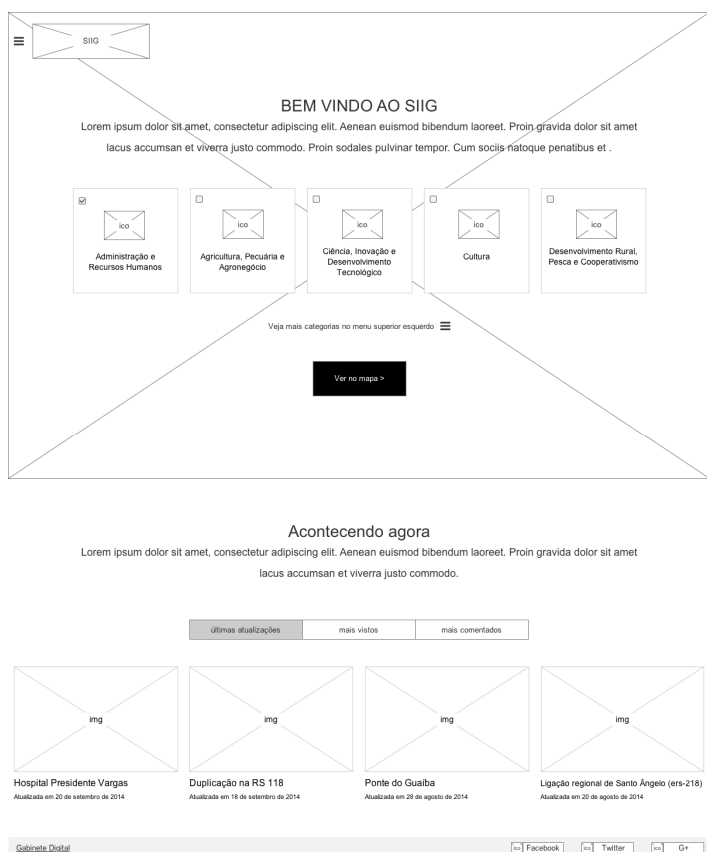 SIIG
BEM VINDO AO SIIG
Lorem ipsum dolor sit amet, consectetur adipiscing elit. Aenean euismod bibendum laoreet. Proin gravida dolor sit amet
lacus accumsan et viverra justo commodo. Proin sodales pulvinar tempor. Cum sociis natoque penatibus et .
ico
Administração e
Recursos Humanos
ico
Agricultura, Pecuária e
Agronegócio
ico
Ciência, Inovação e
Desenvolvimento
Tecnológico
ico
Cultura
ico
Desenvolvimento Rural,
Pesca e Cooperativismo
Veja mais categorias no menu superior esquerdo
Ver no mapa >
Acontecendo agora
Lorem ipsum dolor sit amet, consectetur adipiscing elit. Aenean euismod bibendum laoreet. Proin gravida dolor sit amet
lacus accumsan et viverra justo commodo.
últimas atualizações
mais vistos
mais comentados
img
Hospital Presidente Vargas
Atualizada em 20 de setembro de 2014
img
Duplicação na RS 118
Atualizada em 18 de setembro de 2014
img
Ponte do Guaíba
Atualizada em 28 de agosto de 2014
img
Ligação regional de Santo Ângelo (ers-218)
Atualizada em 20 de agosto de 2014
Gabinete Digital
ico Facebook
ico Twitter
ico G+